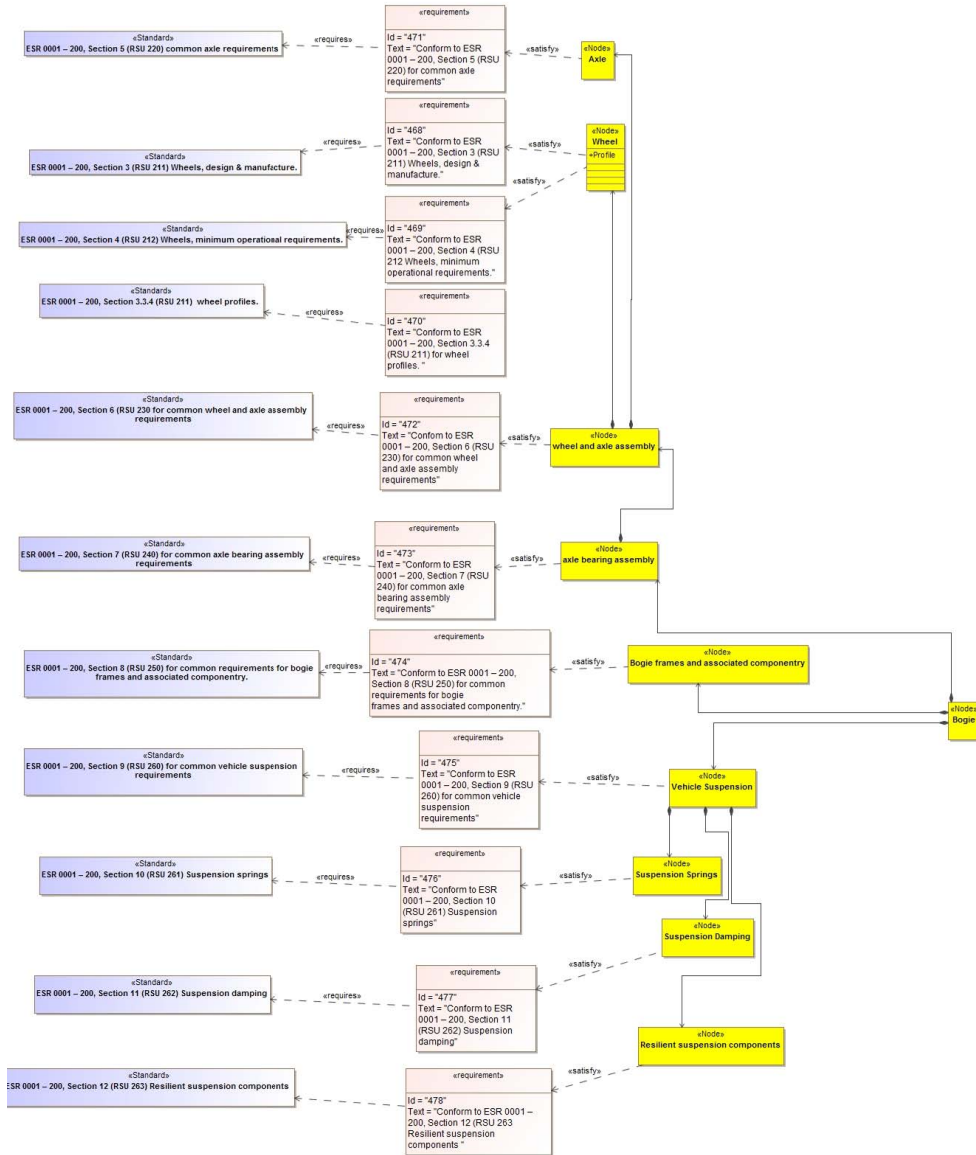 «Standard»
ESR 0001 – 200, Section 5 (RSU 220) common axle requirements
«requires»
«requirement»
Id = "471"
Text = "Conform to ESR
0001 – 200, Section 5 (RSU
220) for common axle
requirements"
«satisfy»
«Node»
Axle
«Standard»
ESR 0001 – 200, Section 3 (RSU 211) Wheels, design & manufacture.
«requires»
«requirement»
Id = "468"
Text = "Conform to ESR
0001 – 200, Section 3 (RSU
211) Wheels, design &
manufacture."
«satisfy»
«satisfy»
«Node»
Wheel
+Profile
«Standard»
ESR 0001 – 200, Section 4 (RSU 212) Wheels, minimum operational requirements.
«requires»
«requirement»
Id = "469"
Text = "Conform to ESR
0001 – 200, Section 4 (RSU
212 Wheels, minimum
operational requirements."
«Standard»
ESR 0001 – 200, Section 3.3.4 (RSU 211) wheel profiles.
«requires»
«requirement»
Id = "470"
Text = "Conform to ESR
0001 – 200, Section 3.3.4
(RSU 211) for wheel
profiles. "
«Standard»
ESR 0001 – 200, Section 6 (RSU 230 for common wheel and axle assembly
requirements
«requires»
«requirement»
Id = "472"
Text = "Conform to ESR
0001 – 200, Section 6 (RSU
230) for common wheel
and axle assembly
requirements"
«satisfy»
«Node»
wheel and axle assembly
«Standard»
ESR 0001 – 200, Section 7 (RSU 240) for common axle bearing assembly
requirements
«requires»
«requirement»
Id = "473"
Text = "Conform to ESR
0001 – 200, Section 7 (RSU
240) for common axle
bearing assembly
requirements"
«satisfy»
«Node»
axle bearing assembly
«Standard»
ESR 0001 – 200, Section 8 (RSU 250) for common requirements for bogie
frames and associated componentry.
«requires»
«requirement»
Id = "474"
Text = "Conform to ESR 0001 – 200,
Section 8 (RSU 250) for common
requirements for bogie
frames and associated componentry."
«satisfy»
«Node»
Bogie frames and associated componentry
«Node»
Bogie
«Standard»
ESR 0001 – 200, Section 9 (RSU 260) for common vehicle suspension
requirements
«requires»
«requirement»
Id = "475"
Text = "Conform to ESR
0001 – 200, Section 9 (RSU
260) for common vehicle
suspension
requirements"
«satisfy»
«Node»
Vehicle Suspension
«Standard»
ESR 0001 – 200, Section 10 (RSU 261) Suspension springs
«requires»
«requirement»
Id = "476"
Text = "Conform to ESR
0001 – 200, Section 10
(RSU 261) Suspension
springs"
«satisfy»
«Node»
Suspension Springs
«Node»
Suspension Damping
«Standard»
ESR 0001 – 200, Section 11 (RSU 262) Suspension damping
«requires»
«requirement»
Id = "477"
Text = "Conform to ESR
0001 – 200, Section 11
(RSU 262) Suspension
damping"
«satisfy»
«Node»
Resilient suspension components
«Standard»
ESR 0001 – 200, Section 12 (RSU 263) Resilient suspension components
«requires»
«requirement»
Id = "478"
Text = "Conform to ESR 0001 –
200, Section 12 (RSU 263
Resilient suspension
components "
«satisfy»